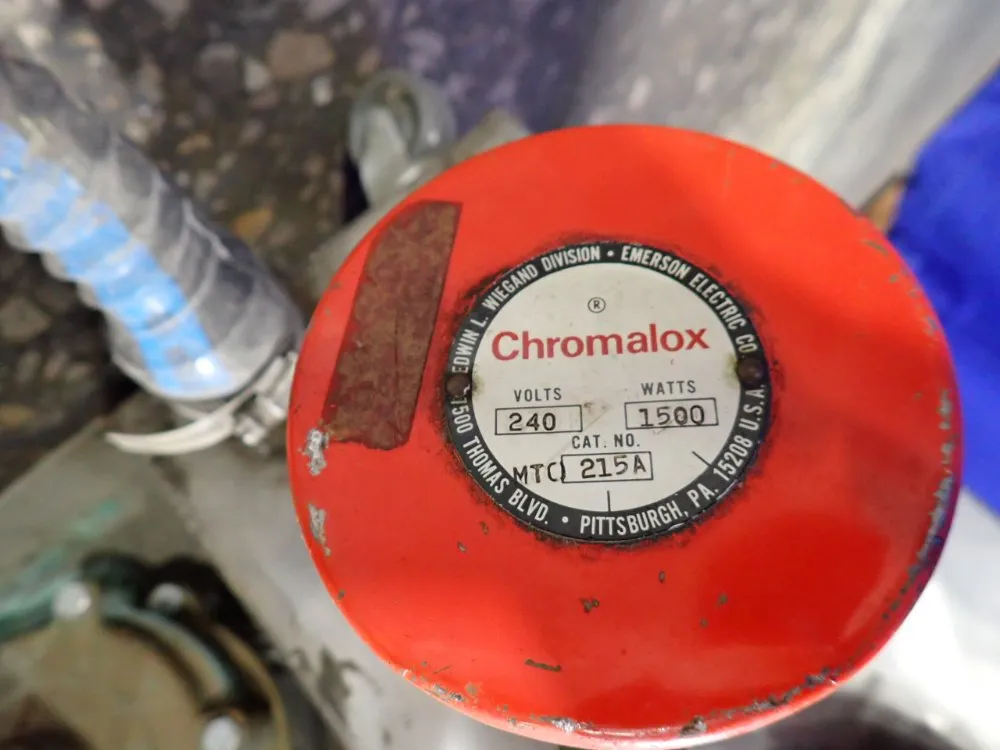 EDWIN L. WIEGAND DIVISION • EMERSON ELECTRIC CO.
®
Chromalox
VOLTS WATTS
240 1500
CAT. NO.
MTO 215A
7500 THOMAS BLVD. • PITTSBURGH, PA. 15208 U.S.A.